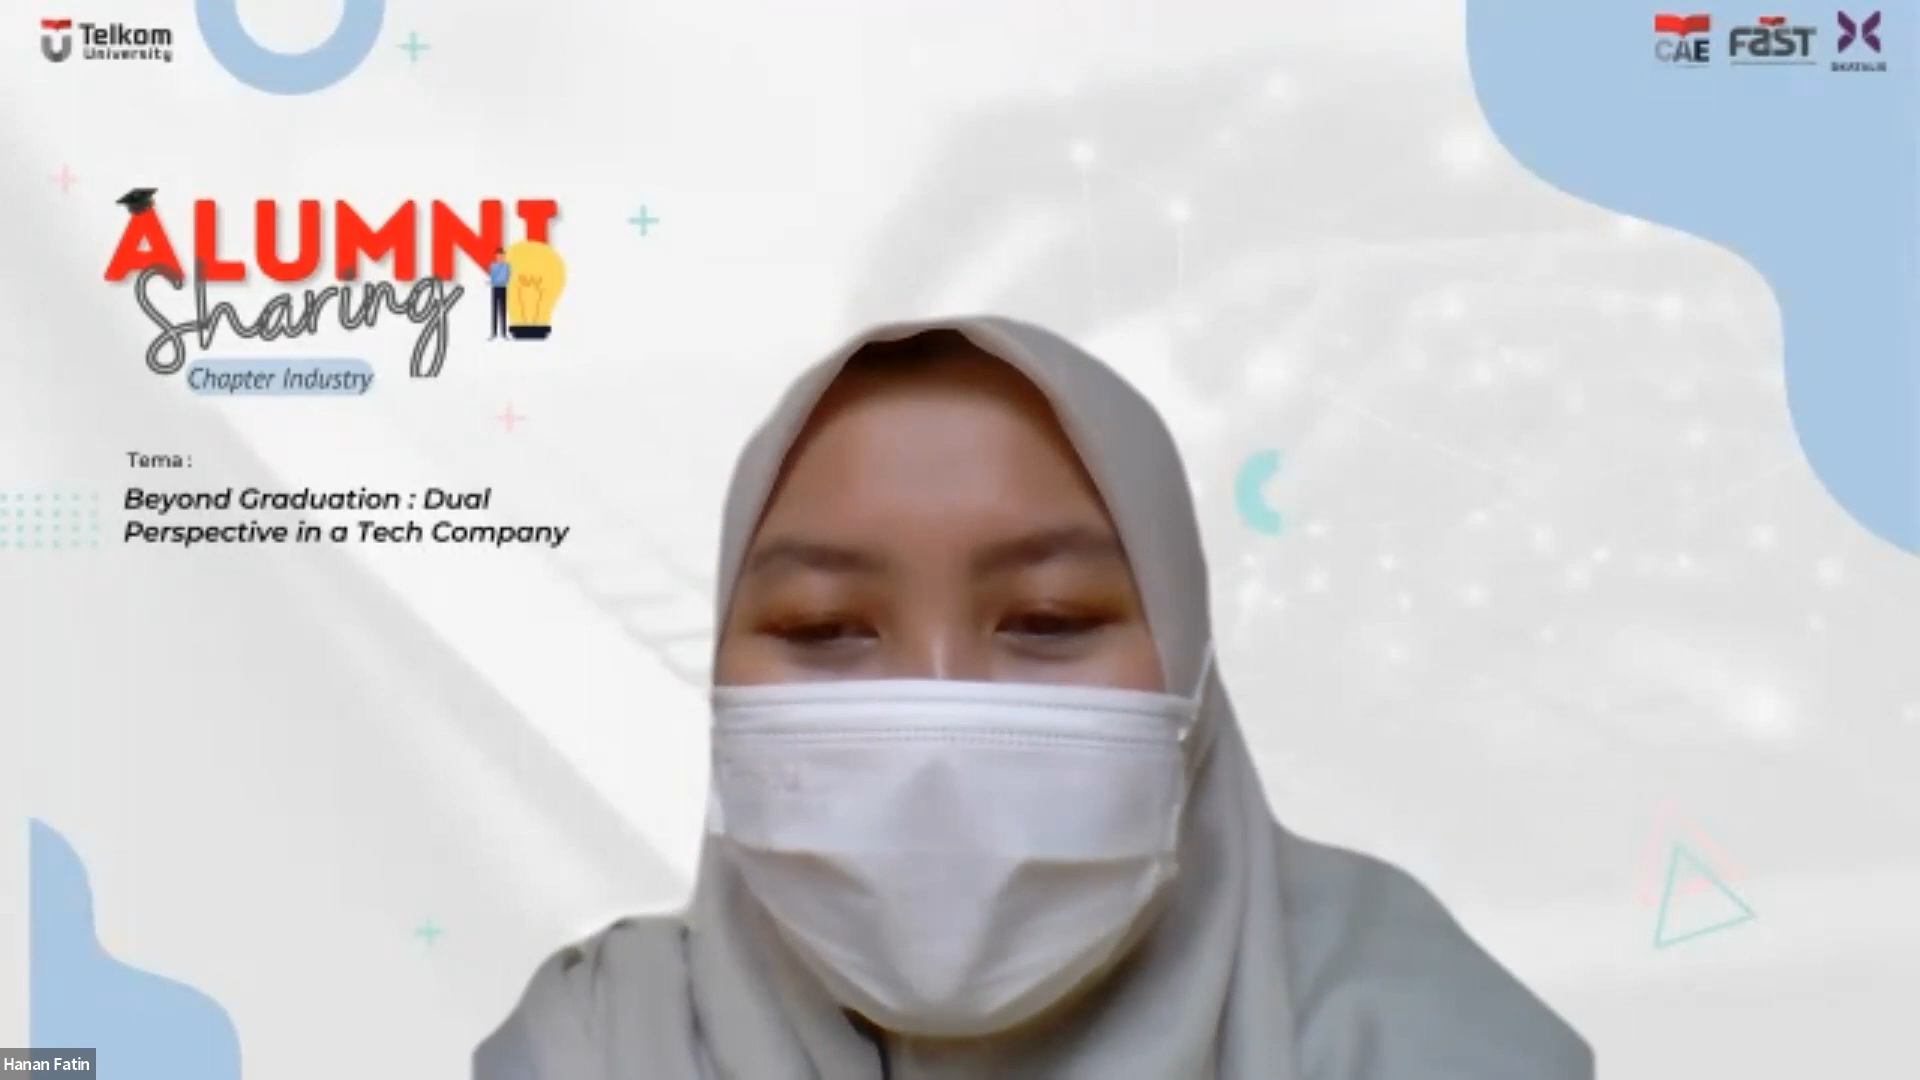 Telkom
University
CAE
FAST
ALUMNI
Sharing
Chapter Industry
Tema :
Beyond Graduation : Dual
Perspective in a Tech Company
Hanan Fatin